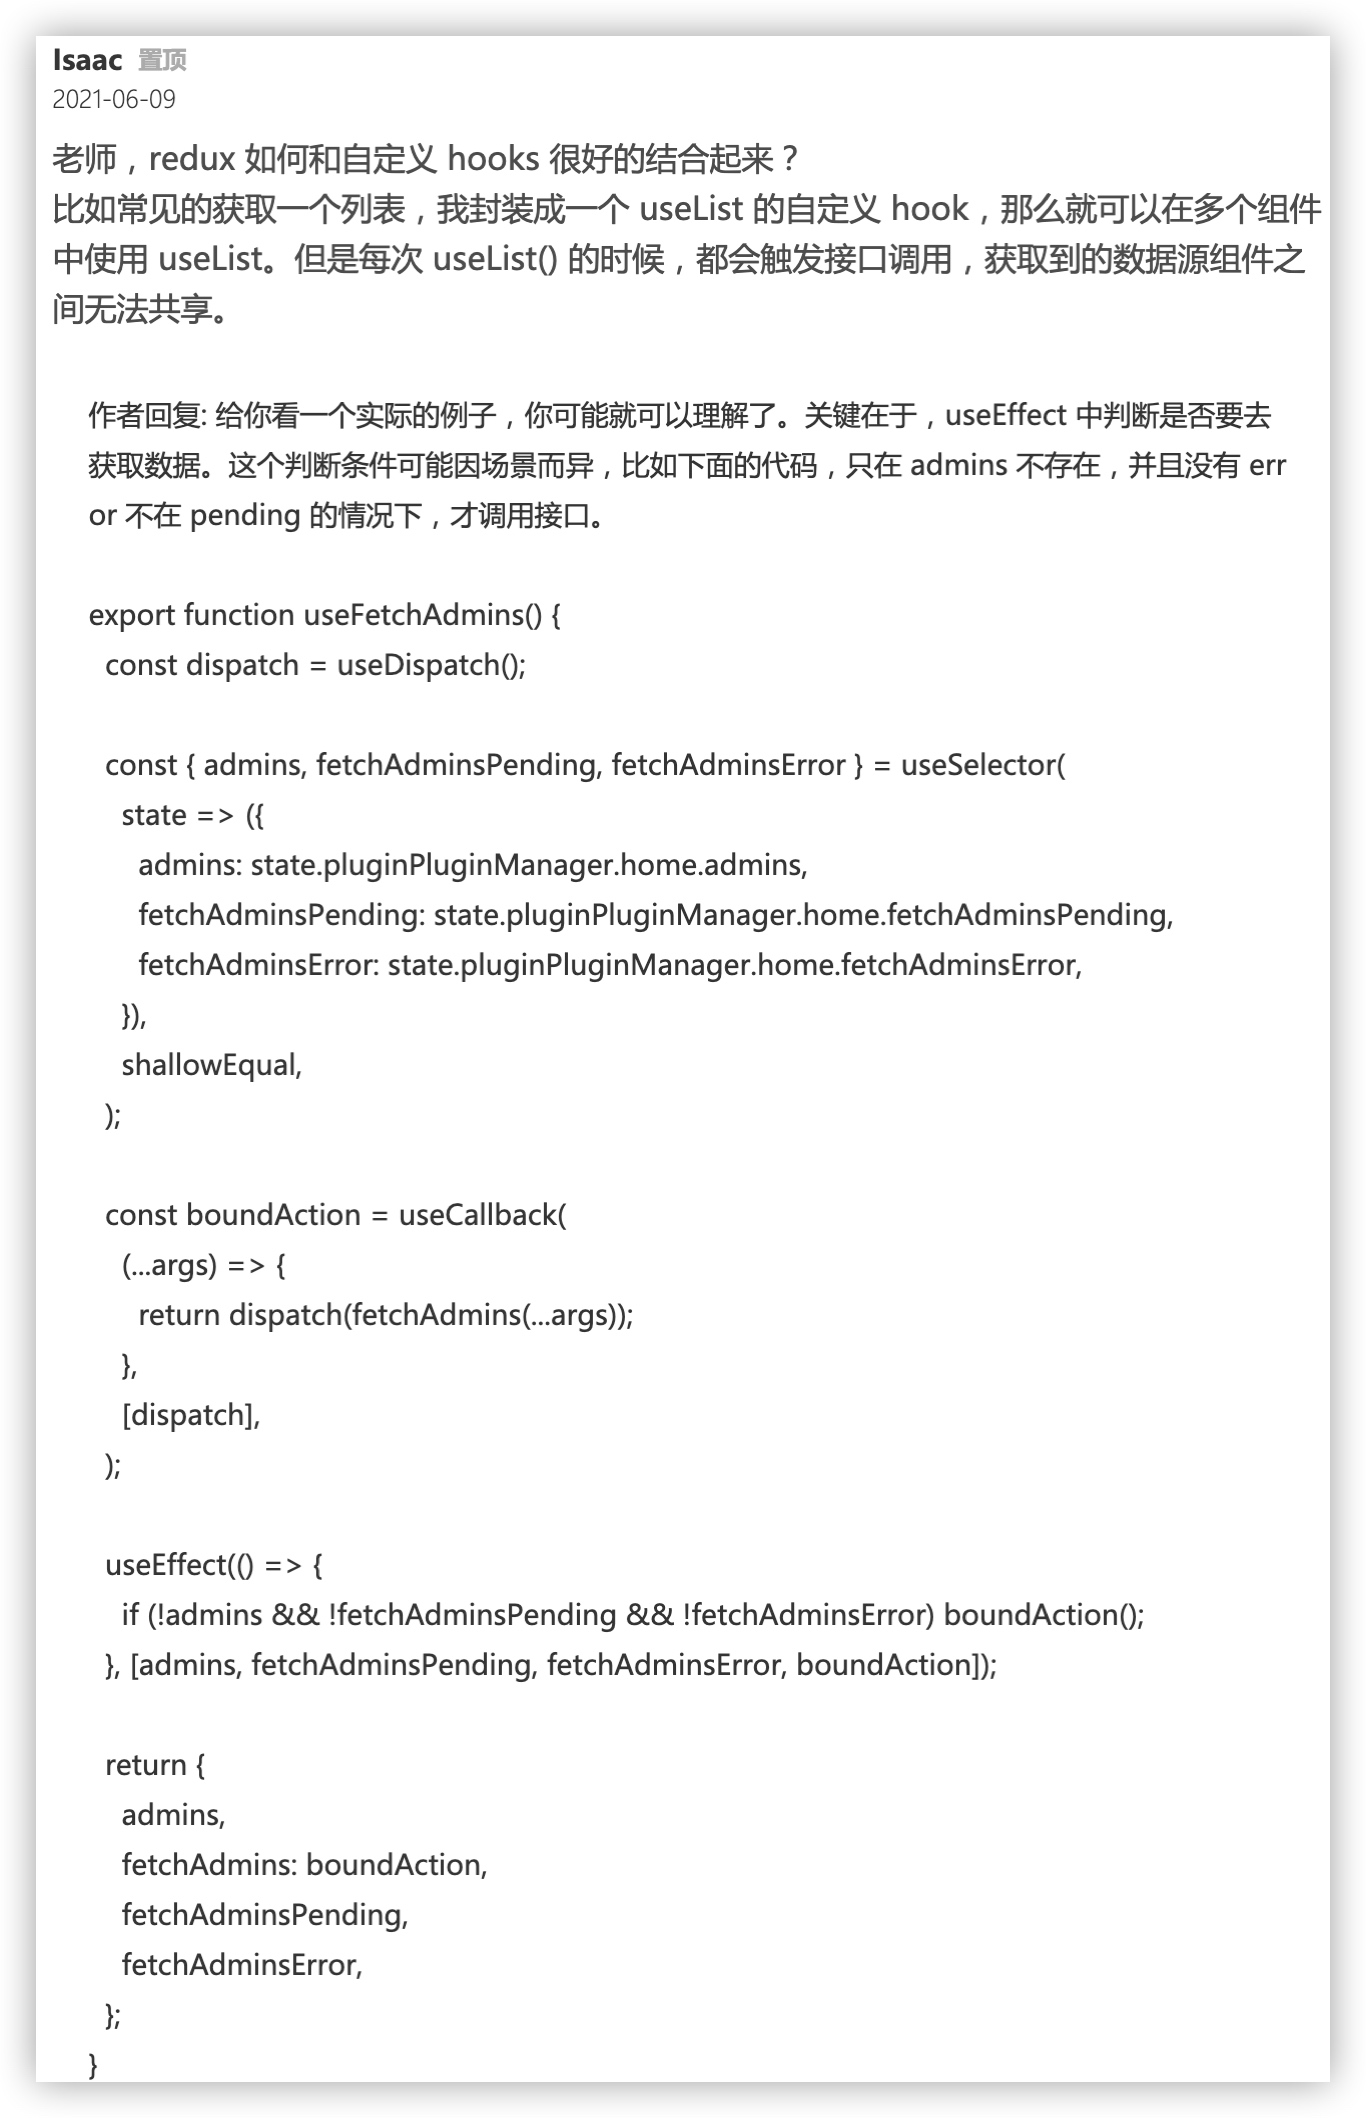 Isaac 置顶
2021-06-09
老师，redux 如何和自定义 hooks 很好的结合起来？
比如常见的获取一个列表，我封装成一个 useList 的自定义 hook，那么就可以在多个组件
中使用 useList。但是每次 useList() 的时候，都会触发接口调用，获取到的数据源组件之
间无法共享。
作者回复: 给你看一个实际的例子，你可能就可以理解了。关键在于，useEffect 中判断是否要去
获取数据。这个判断条件可能因场景而异，比如下面的代码，只在 admins 不存在，并且没有 err
or 不在 pending 的情况下，才调用接口。
export function useFetchAdmins() {
const dispatch = useDispatch();
const { admins, fetchAdminsPending, fetchAdminsError } = useSelector(
state => ({
admins: state.pluginPluginManager.home.admins,
fetchAdminsPending: state.pluginPluginManager.home.fetchAdminsPending,
fetchAdminsError: state.pluginPluginManager.home.fetchAdminsError,
}),
shallowEqual,
);
const boundAction = useCallback(
(...args) => {
return dispatch(fetchAdmins(...args));
},
[dispatch],
);
useEffect(() => {
if (!admins && !fetchAdminsPending && !fetchAdminsError) boundAction();
}, [admins, fetchAdminsPending, fetchAdminsError, boundAction]);
return {
admins,
fetchAdmins: boundAction,
fetchAdminsPending,
fetchAdminsError,
};
}